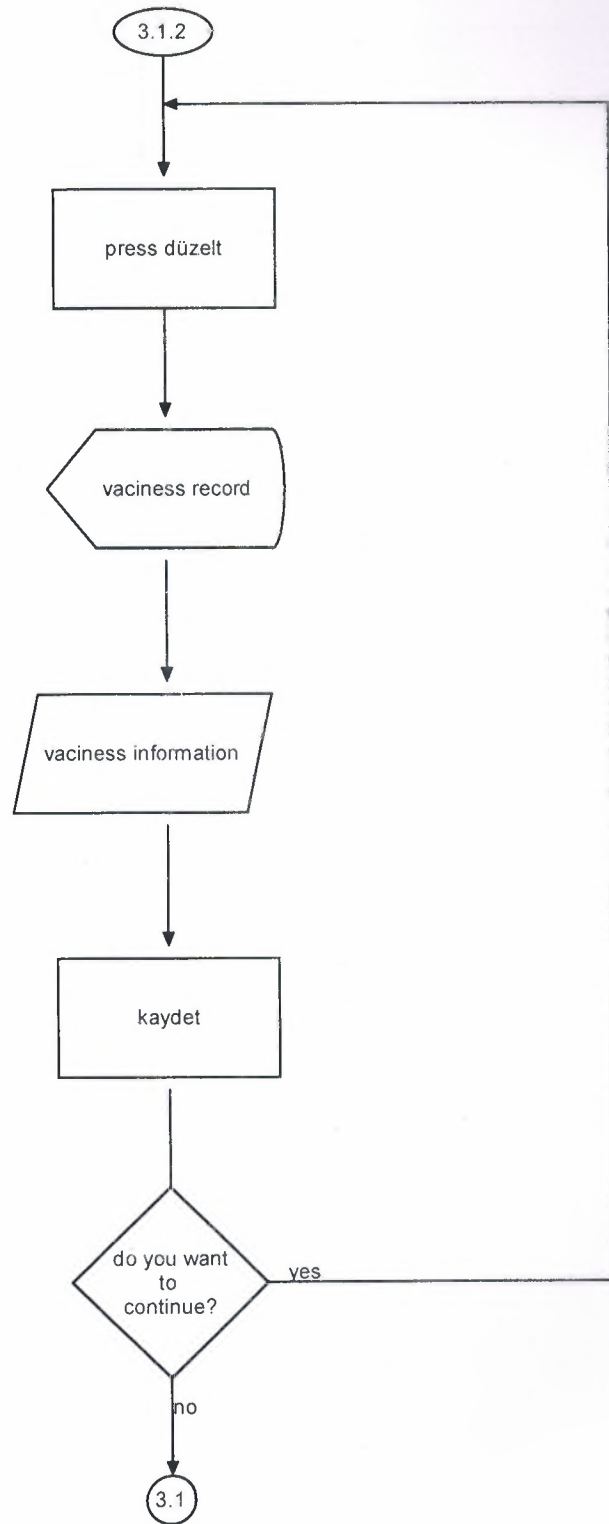 3.1.2
press düzelt
vaciness record
vaciness information
kaydet
do you want
to
continue?
yes
no
3.1